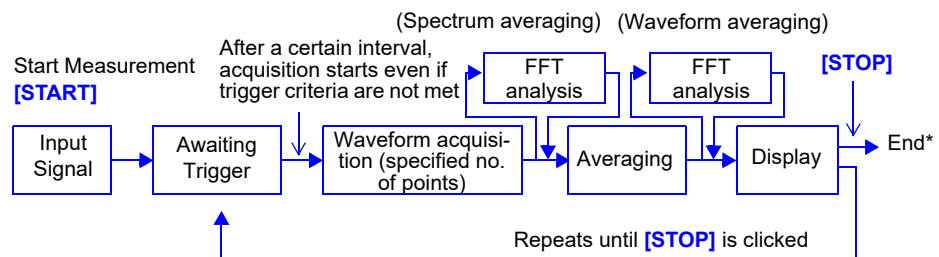 (Spectrum averaging)
(Waveform averaging)
After a certain interval,
acquisition starts even if
trigger criteria are not met
Start Measurement
[START]
FFT
analysis
FFT
analysis
[STOP]
Input
Signal
Awaiting
Trigger
Waveform acquisi-
tion (specified no.
of points)
Averaging
Display
End*
Repeats until [STOP] is clicked